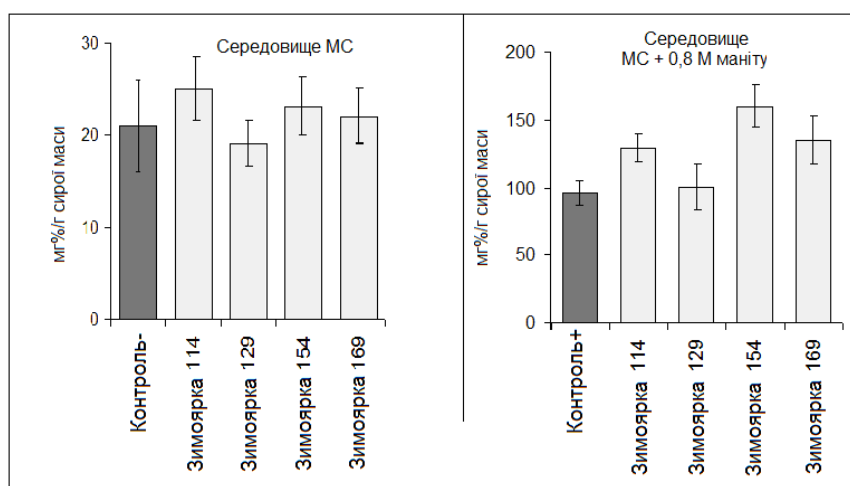 Середовище МС
мг%/г сирої маси
30
20
10
0
Контроль-
Зимоярка 114
Зимоярка 129
Зимоярка 154
Зимоярка 169
Середовище
МС + 0,8 М маніту
мг%/г сирої маси
200
150
100
50
0
Контроль+
Зимоярка 114
Зимоярка 129
Зимоярка 154
Зимоярка 169